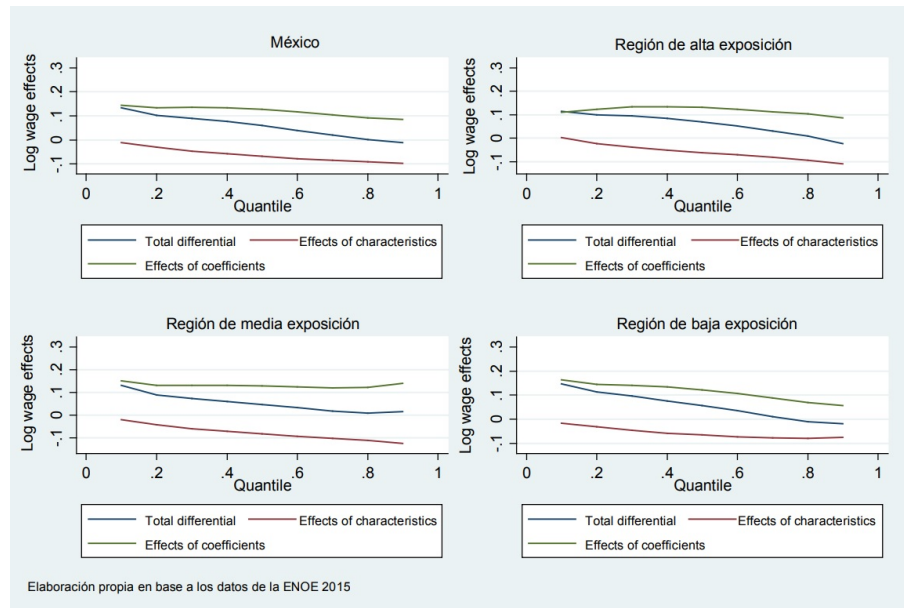 México
Log wage effects
.3
.2
.1
0
-.1
0 .2 .4 .6 .8 1
Quantile
Total differential Effects of characteristics
Effects of coefficients
Región de alta exposición
Log wage effects
.3
.2
.1
0
-.1
0 .2 .4 .6 .8 1
Quantile
Total differential Effects of characteristics
Effects of coefficients
Región de media exposición
Log wage effects
.3
.2
.1
0
-.1
0 .2 .4 .6 .8 1
Quantile
Total differential Effects of characteristics
Effects of coefficients
Región de baja exposición
Log wage effects
.3
.2
.1
0
-.1
0 .2 .4 .6 .8 1
Quantile
Total differential Effects of characteristics
Effects of coefficients
Elaboración propia en base a los datos de la ENOE 2015